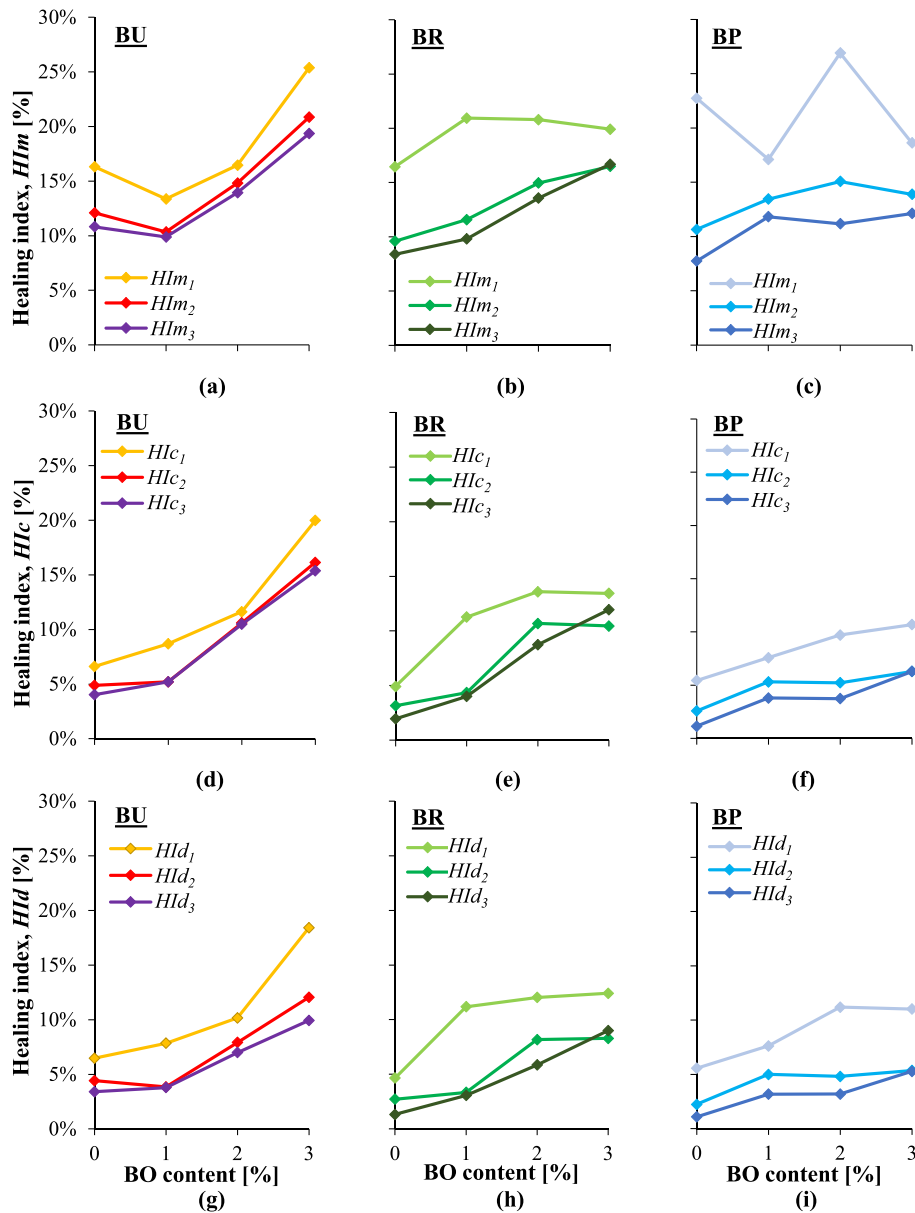 30%
25%
20%
15%
10%
5%
0%
Healing index, HIm [%]
BU
HIm1
HIm2
HIm3
(a)
BR
HIm1
HIm2
HIm3
(b)
BP
HIm1
HIm2
HIm3
(c)
30%
25%
20%
15%
10%
5%
0%
Healing index, HIc [%]
BU
HIc1
HIc2
HIc3
(d)
BR
HIc1
HIc2
HIc3
(e)
BP
HIc1
HIc2
HIc3
(f)
30%
25%
20%
15%
10%
5%
0%
Healing index, HId [%]
BU
HId1
HId2
HId3
0 1 2 3
BO content [%]
(g)
BR
HId1
HId2
HId3
0 1 2 3
BO content [%]
(h)
BP
HId1
HId2
HId3
0 1 2 3
BO content [%]
(i)